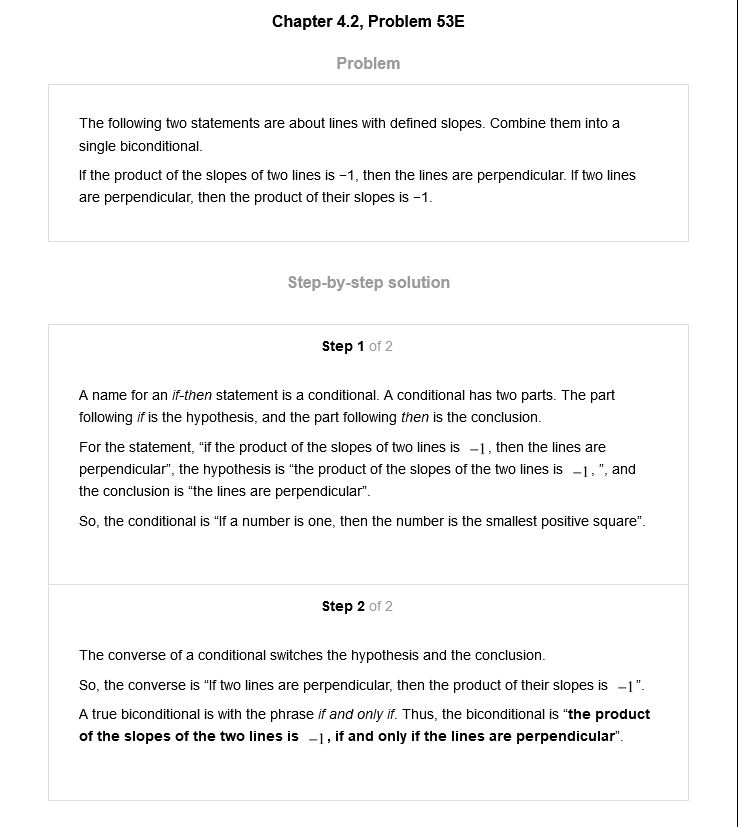 Chapter 4.2, Problem 53E
Problem
The following two statements are about lines with defined slopes. Combine them into a
single biconditional.
If the product of the slopes of two lines is −1, then the lines are perpendicular. If two lines
are perpendicular, then the product of their slopes is −1.
Step-by-step solution
Step 1 of 2
A name for an if-then statement is a conditional. A conditional has two parts. The part
following if is the hypothesis, and the part following then is the conclusion.
For the statement, “if the product of the slopes of two lines is −1, then the lines are
perpendicular”, the hypothesis is “the product of the slopes of the two lines is −1, ”, and
the conclusion is “the lines are perpendicular”.
So, the conditional is “If a number is one, then the number is the smallest positive square”.
Step 2 of 2
The converse of a conditional switches the hypothesis and the conclusion.
So, the converse is “If two lines are perpendicular, then the product of their slopes is −1”.
A true biconditional is with the phrase if and only if. Thus, the biconditional is “the product
of the slopes of the two lines is −1, if and only if the lines are perpendicular”.